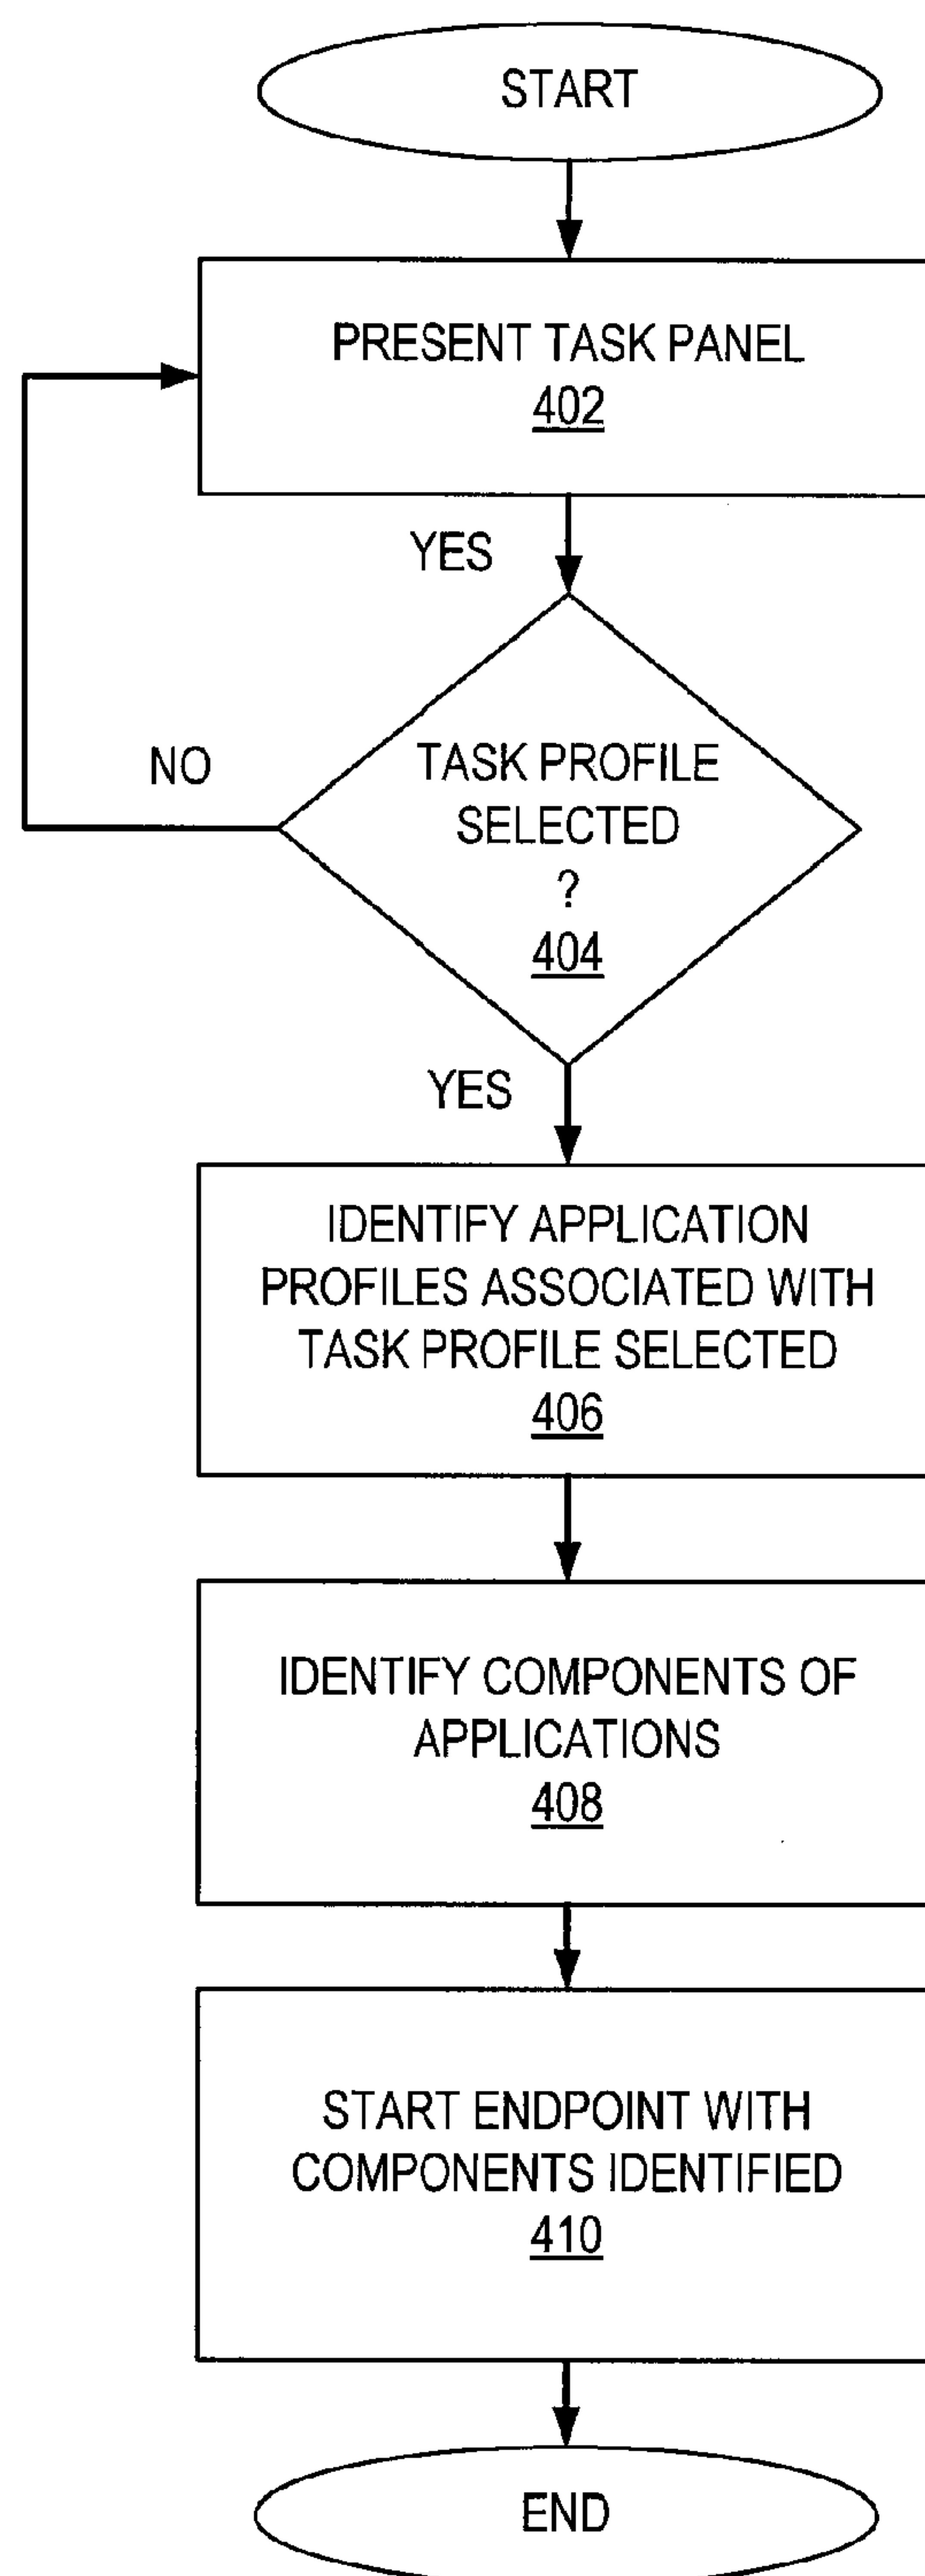 START
PRESENT TASK PANEL
402
YES
NO
TASK PROFILE
SELECTED
?
404
YES
IDENTIFY APPLICATION
PROFILES ASSOCIATED WITH
TASK PROFILE SELECTED
406
IDENTIFY COMPONENTS OF
APPLICATIONS
408
START ENDPOINT WITH
COMPONENTS IDENTIFIED
410
END